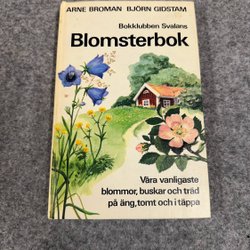 ARNE BROMAN BJÖRN GIDSTAM
Bokklubben Svalans
Blomsterbok
Våra vanligaste
blommor, buskar och träd
på äng, tomt och i täppa